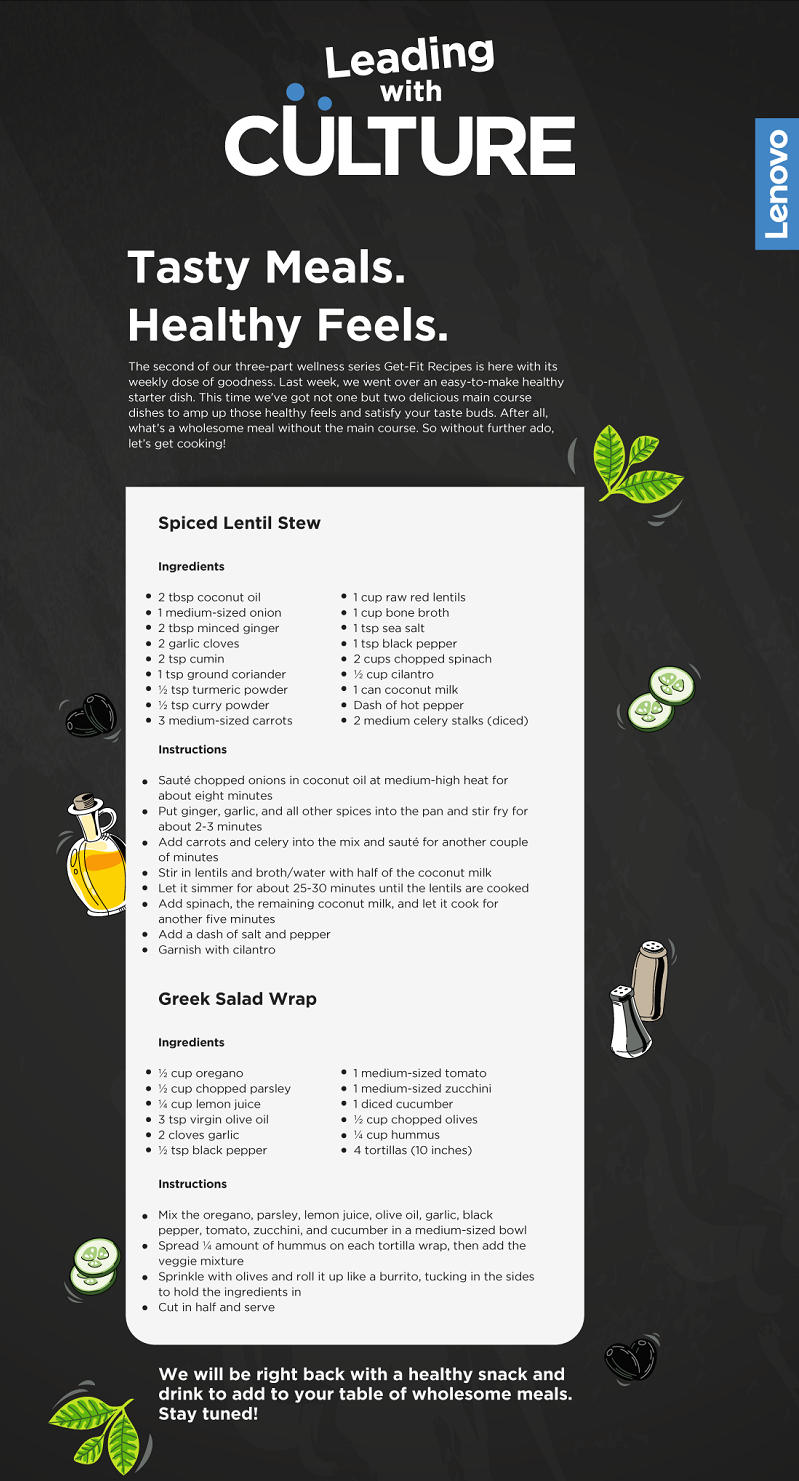 Leading
with
CULTURE
Lenovo
Tasty Meals.
Healthy Feels.
The second of our three-part wellness series Get-Fit Recipes is here with its
weekly dose of goodness. Last week, we went over an easy-to-make healthy
starter dish. This time we've got not one but two delicious main course
dishes to amp up those healthy feels and satisfy your taste buds. After all,
what's a wholesome meal without the main course. So without further ado,
let's get cooking!
Spiced Lentil Stew
Ingredients
• 2 tbsp coconut oil
• 1 medium-sized onion
• 2 tbsp minced ginger
• 2 garlic cloves
• 2 tsp cumin
• 1 tsp ground coriander
• ½ tsp turmeric powder
• ½ tsp curry powder
• 3 medium-sized carrots
• 1 cup raw red lentils
• 1 cup bone broth
• 1 tsp sea salt
• 1 tsp black pepper
• 2 cups chopped spinach
• ½ cup cilantro
• 1 can coconut milk
• Dash of hot pepper
• 2 medium celery stalks (diced)
Instructions
• Sauté chopped onions in coconut oil at medium-high heat for
about eight minutes
• Put ginger, garlic, and all other spices into the pan and stir fry for
about 2-3 minutes
• Add carrots and celery into the mix and sauté for another couple
of minutes
• Stir in lentils and broth/water with half of the coconut milk
• Let it simmer for about 25-30 minutes until the lentils are cooked
• Add spinach, the remaining coconut milk, and let it cook for
another five minutes
• Add a dash of salt and pepper
• Garnish with cilantro
Greek Salad Wrap
Ingredients
• ½ cup oregano
• ½ cup chopped parsley
• ¼ cup lemon juice
• 3 tsp virgin olive oil
• 2 cloves garlic
• ½ tsp black pepper
• 1 medium-sized tomato
• 1 medium-sized zucchini
• 1 diced cucumber
• ½ cup chopped olives
• ¼ cup hummus
• 4 tortillas (10 inches)
Instructions
• Mix the oregano, parsley, lemon juice, olive oil, garlic, black
pepper, tomato, zucchini, and cucumber in a medium-sized bowl
• Spread ¼ amount of hummus on each tortilla wrap, then add the
veggie mixture
• Sprinkle with olives and roll it up like a burrito, tucking in the sides
to hold the ingredients in
• Cut in half and serve
We will be right back with a healthy snack and
drink to add to your table of wholesome meals.
Stay tuned!